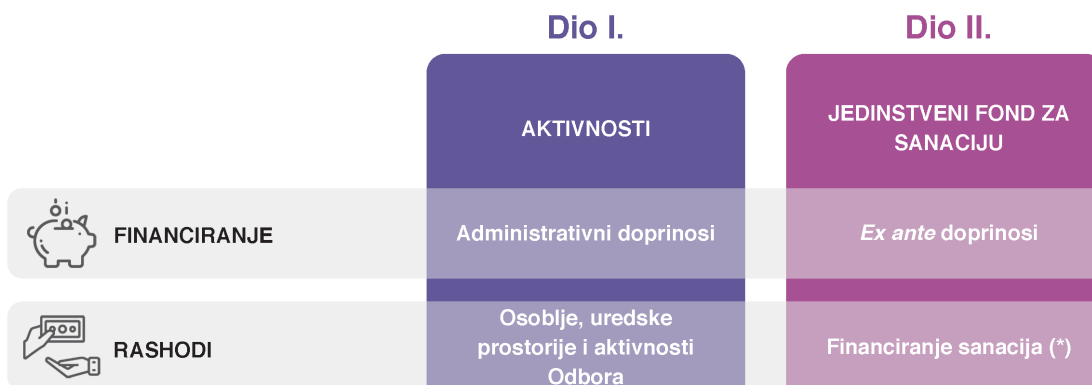 Dio I.
Dio II.
AKTIVNOSTI
JEDINSTVENI FOND ZA
SANACIJU
FINANCIRANJE
Administrativni doprinosi
Ex ante doprinosi
RASHODI
Osoblje, uredske
prostorije i aktivnosti
Odbora
Financiranje sanacija (*)